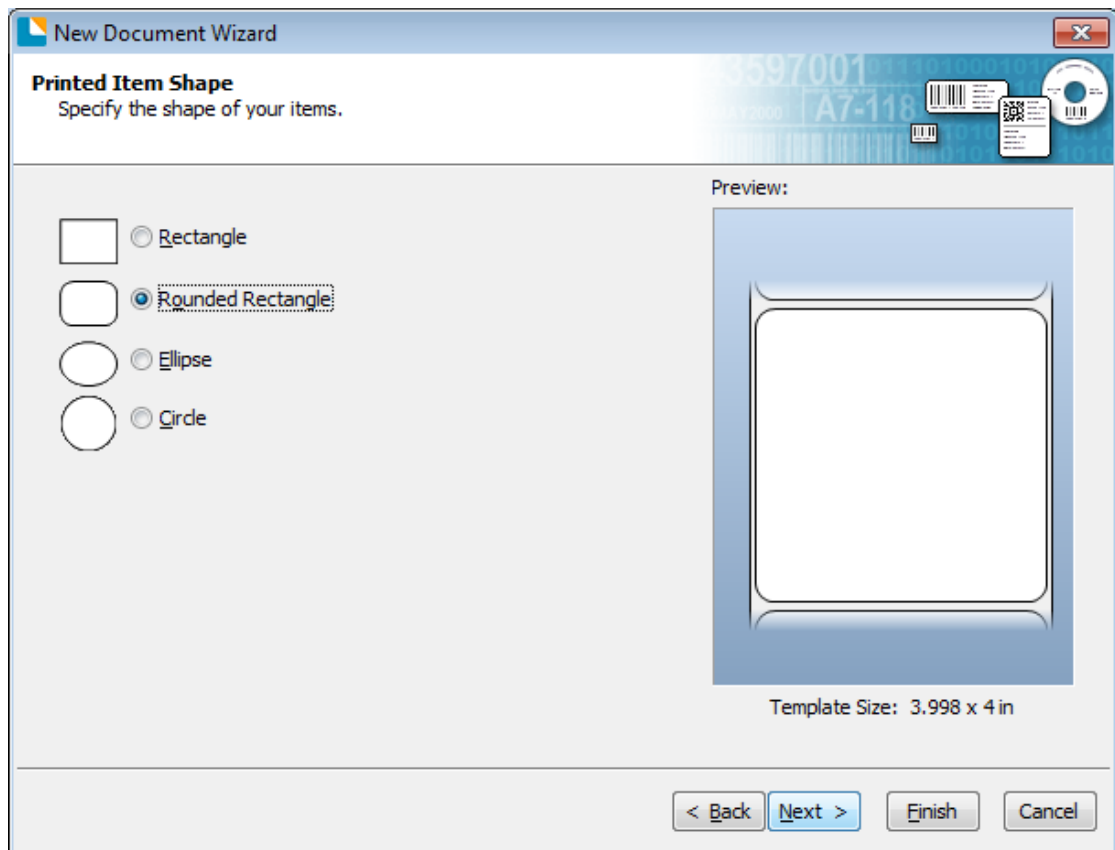 New Document Wizard
Printed Item Shape
Specify the shape of your items.
3597001
A7-118
Preview:
Rectangle
Rounded Rectangle
Ellipse
Circle
Template Size: 3.998 x 4 in
< Back
Next >
Finish
Cancel